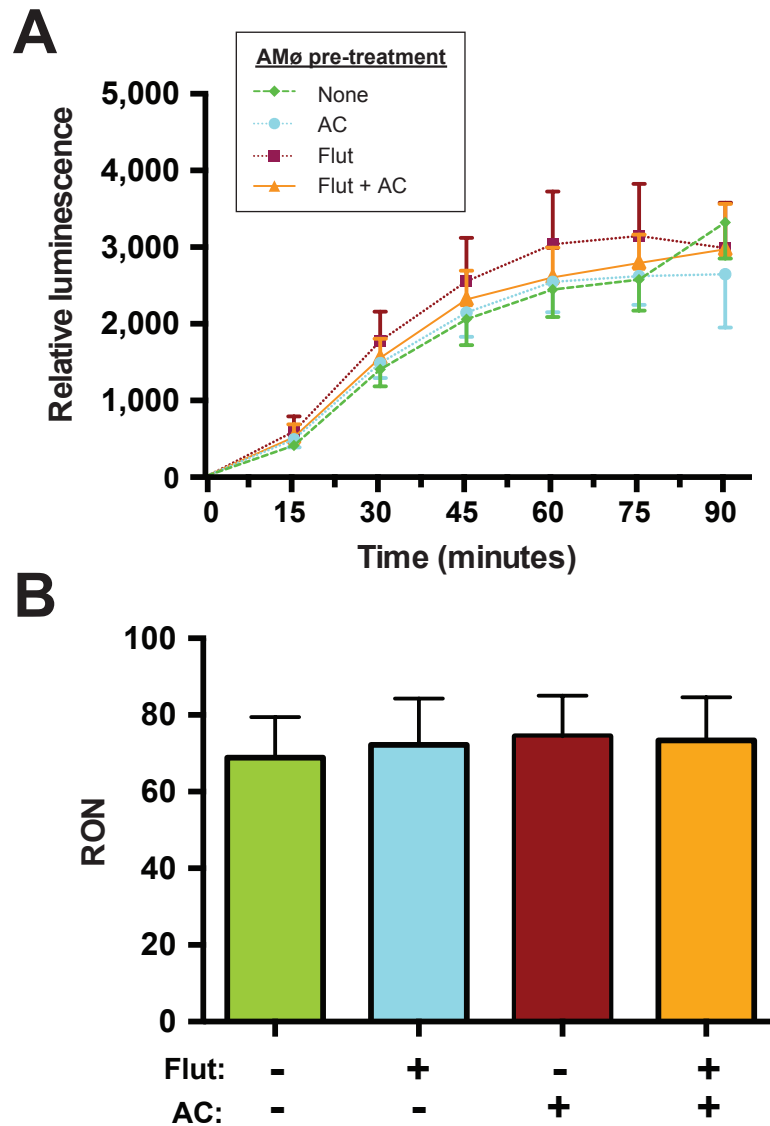 A
AMø pre-treatment
None
AC
Flut
Flut + AC
5,000
4,000
3,000
2,000
1,000
0
Relative luminescence
0 15 30 45 60 75 90
Time (minutes)
B
100
80
60
40
20
0
RON
Flut: - + - +
AC: - - + +